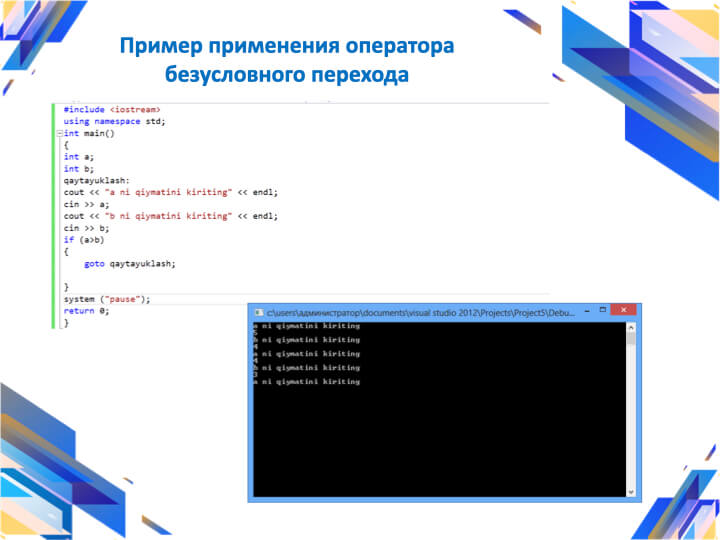 Пример применения оператора
безусловного перехода
#include <iostream>
using namespace std;
int main()
{
int a;
int b;
qaytayuklash:
cout << "a ni qiymatini kiriting" << endl;
cin >> a;
cout << "b ni qiymatini kiriting" << endl;
cin >> b;
if (a>b)
{
goto qaytayuklash;
}
system ("pause");
return 0;
}
c:\users\администратор\documents\visual studio 2012\Projects\Project5\Debu...
a ni qiymatini kiriting
5
b ni qiymatini kiriting
4
a ni qiymatini kiriting
4
b ni qiymatini kiriting
3
a ni qiymatini kiriting